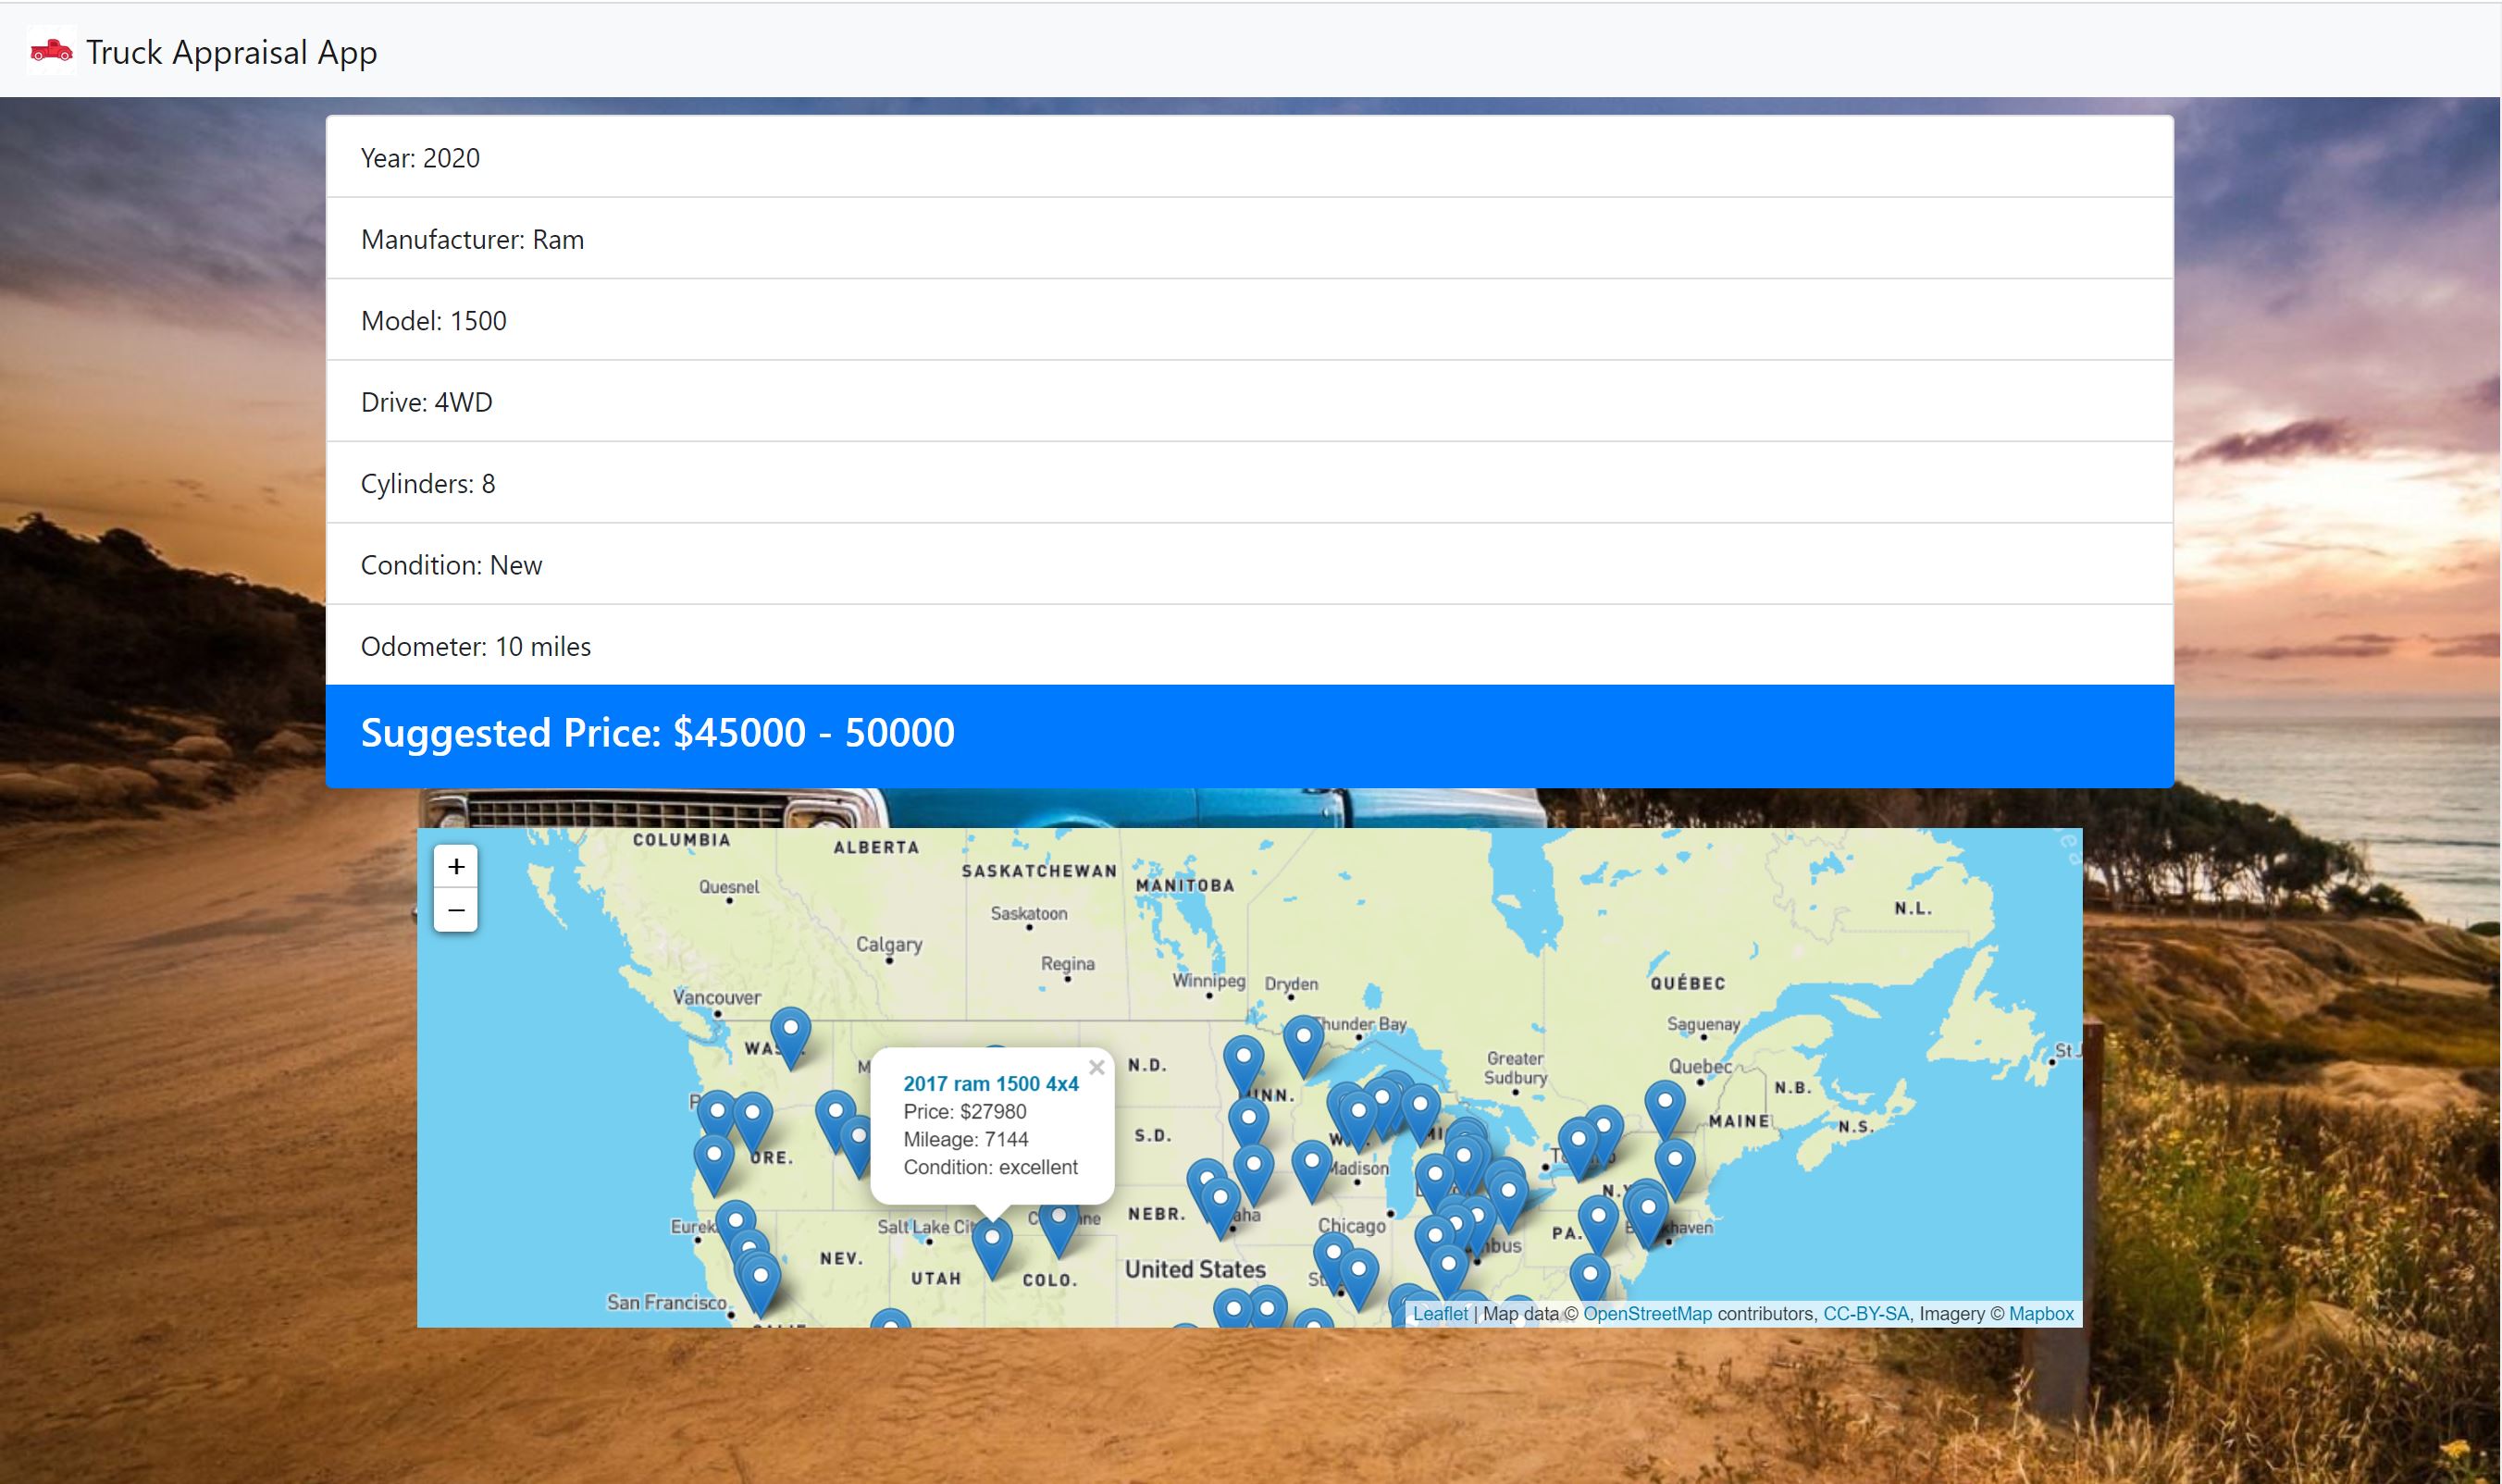 Truck Appraisal App
Year: 2020
Manufacturer: Ram
Model: 1500
Drive: 4WD
Cylinders: 8
Condition: New
Odometer: 10 miles
Suggested Price: $45000 - 50000
+
−
COLUMBIA
ALBERTA
SASKATCHEWAN
MANITOBA
Quesnel
Saskatoon
N.L.
Calgary
Regina
Winnipeg
Dryden
QUÉBEC
Vancouver
Thunder Bay
Saguenay
WA
St J
Greater
Sudbury
Quebec
M
N.D.
×
2017 ram 1500 4x4
Price: $27980
Mileage: 7144
Condition: excellent
N.B.
MAINE
N.S.
S.D.
ORE.
Madison
N.Y
Eurek
Salt Lake Cit
NEBR.
Chicago
PA.
NEV.
UTAH
COLO.
United States
San Francisco
Leaflet | Map data © OpenStreetMap contributors, CC-BY-SA, Imagery © Mapbox